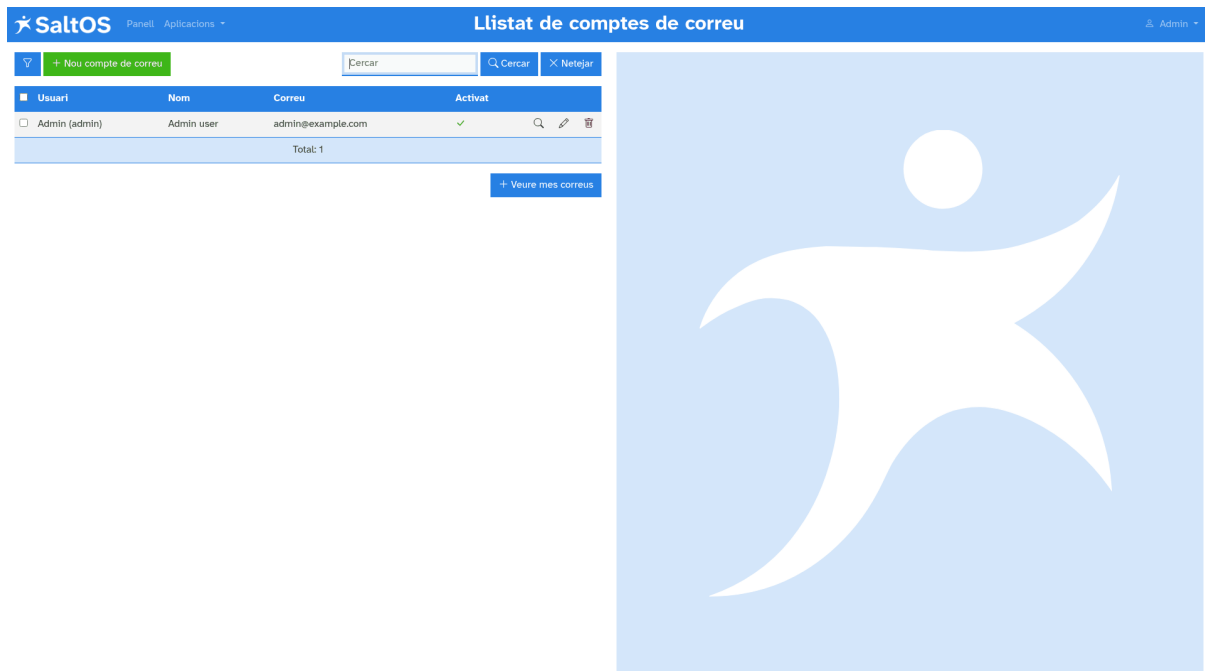 SaltOS Panell Aplicacions Llistat de comptes de correu Admin
+ Nou compte de correu Cercar Cercar Netejar
Usuari Nom Correu Activat
Admin (admin) Admin user admin@example.com
Total: 1
+ Veure mes correus